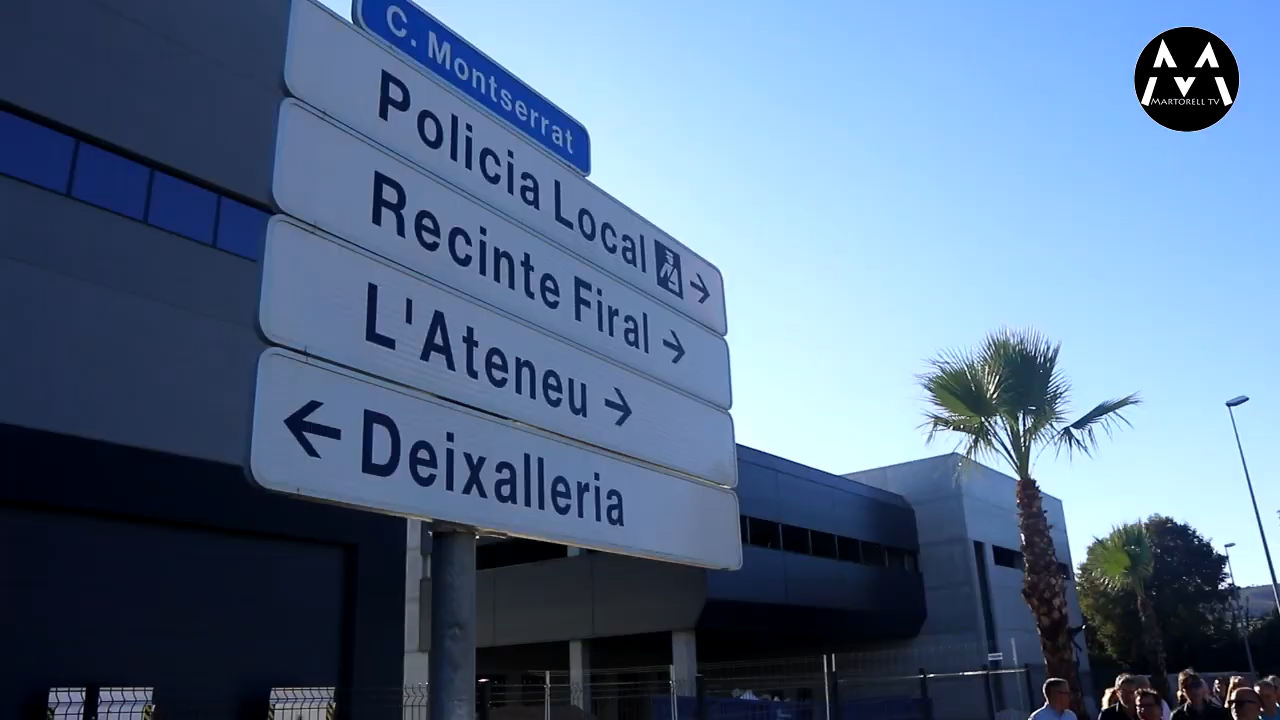 C. Montserrat
Policia Local →
Recinte Firal →
L'Ateneu →
← Deixalleria
MARTORELL TV